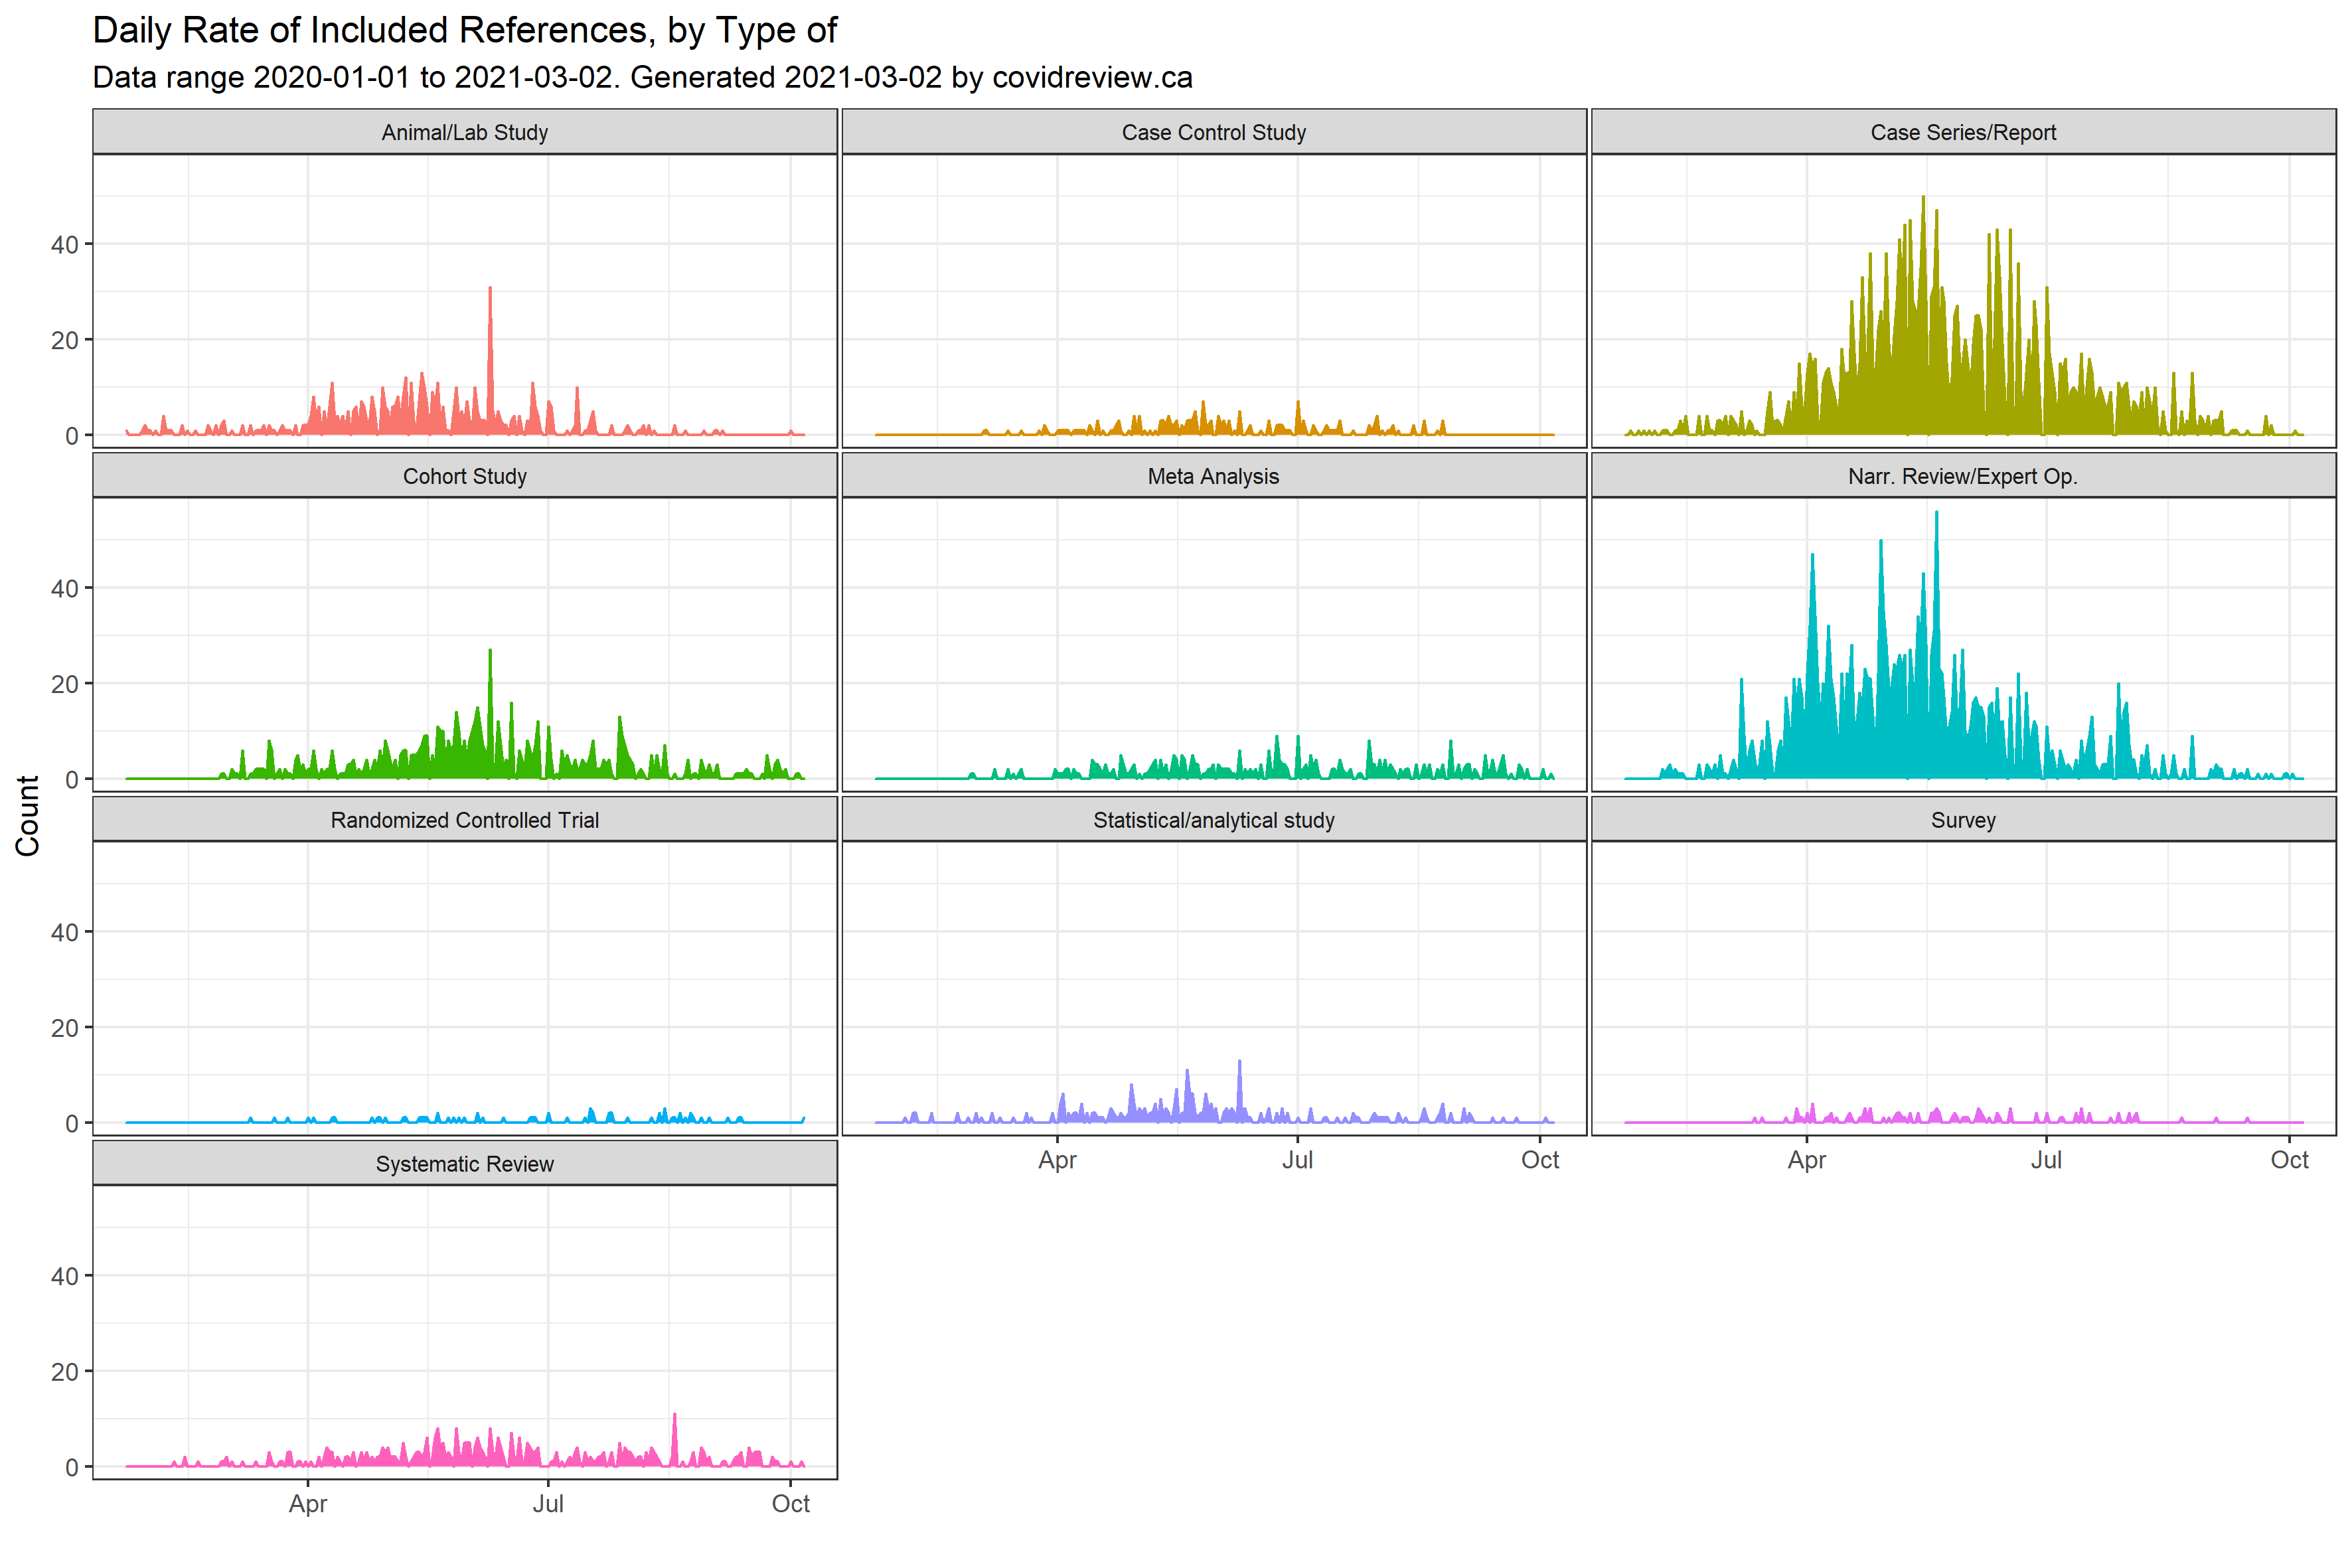 Daily Rate of Included References, by Type of
Data range 2020-01-01 to 2021-03-02. Generated 2021-03-02 by covidreview.ca
Animal/Lab Study
Case Control Study
Case Series/Report
40
20
0
Cohort Study
Meta Analysis
Narr. Review/Expert Op.
40
20
0
Count
Randomized Controlled Trial
Statistical/analytical study
Survey
40
20
0
Apr Jul Oct
Apr Jul Oct
Systematic Review
40
20
0
Apr Jul Oct